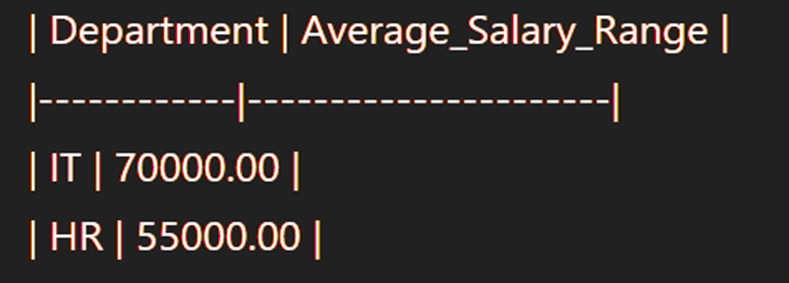 | Department | Average_Salary_Range |
|------------|----------------------|
| IT | 70000.00 |
| HR | 55000.00 |